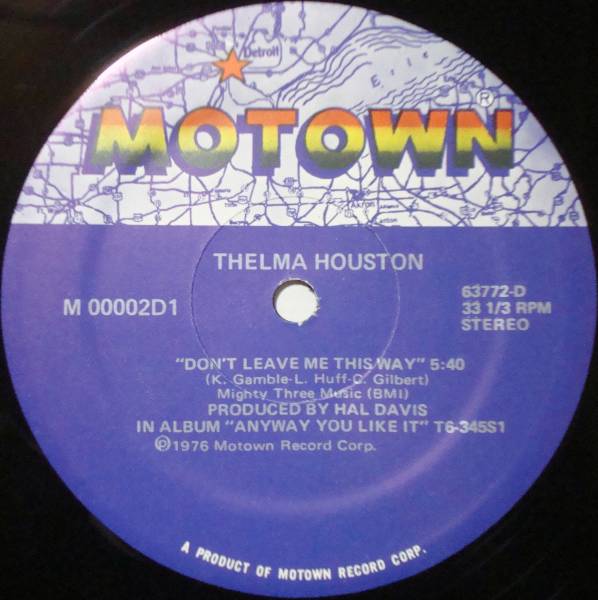 Detroit
Erie
MOTOWN®
Akron
THELMA HOUSTON
M 00002D1
63772-D
33 1/3 RPM
STEREO
"DON'T LEAVE ME THIS WAY" 5:40
(K. Gamble-L. Huff-C. Gilbert)
Mighty Three Music (BMI)
PRODUCED BY HAL DAVIS
IN ALBUM "ANYWAY YOU LIKE IT" T6-345S1
℗1976 Motown Record Corp.
A PRODUCT OF MOTOWN RECORD CORP.